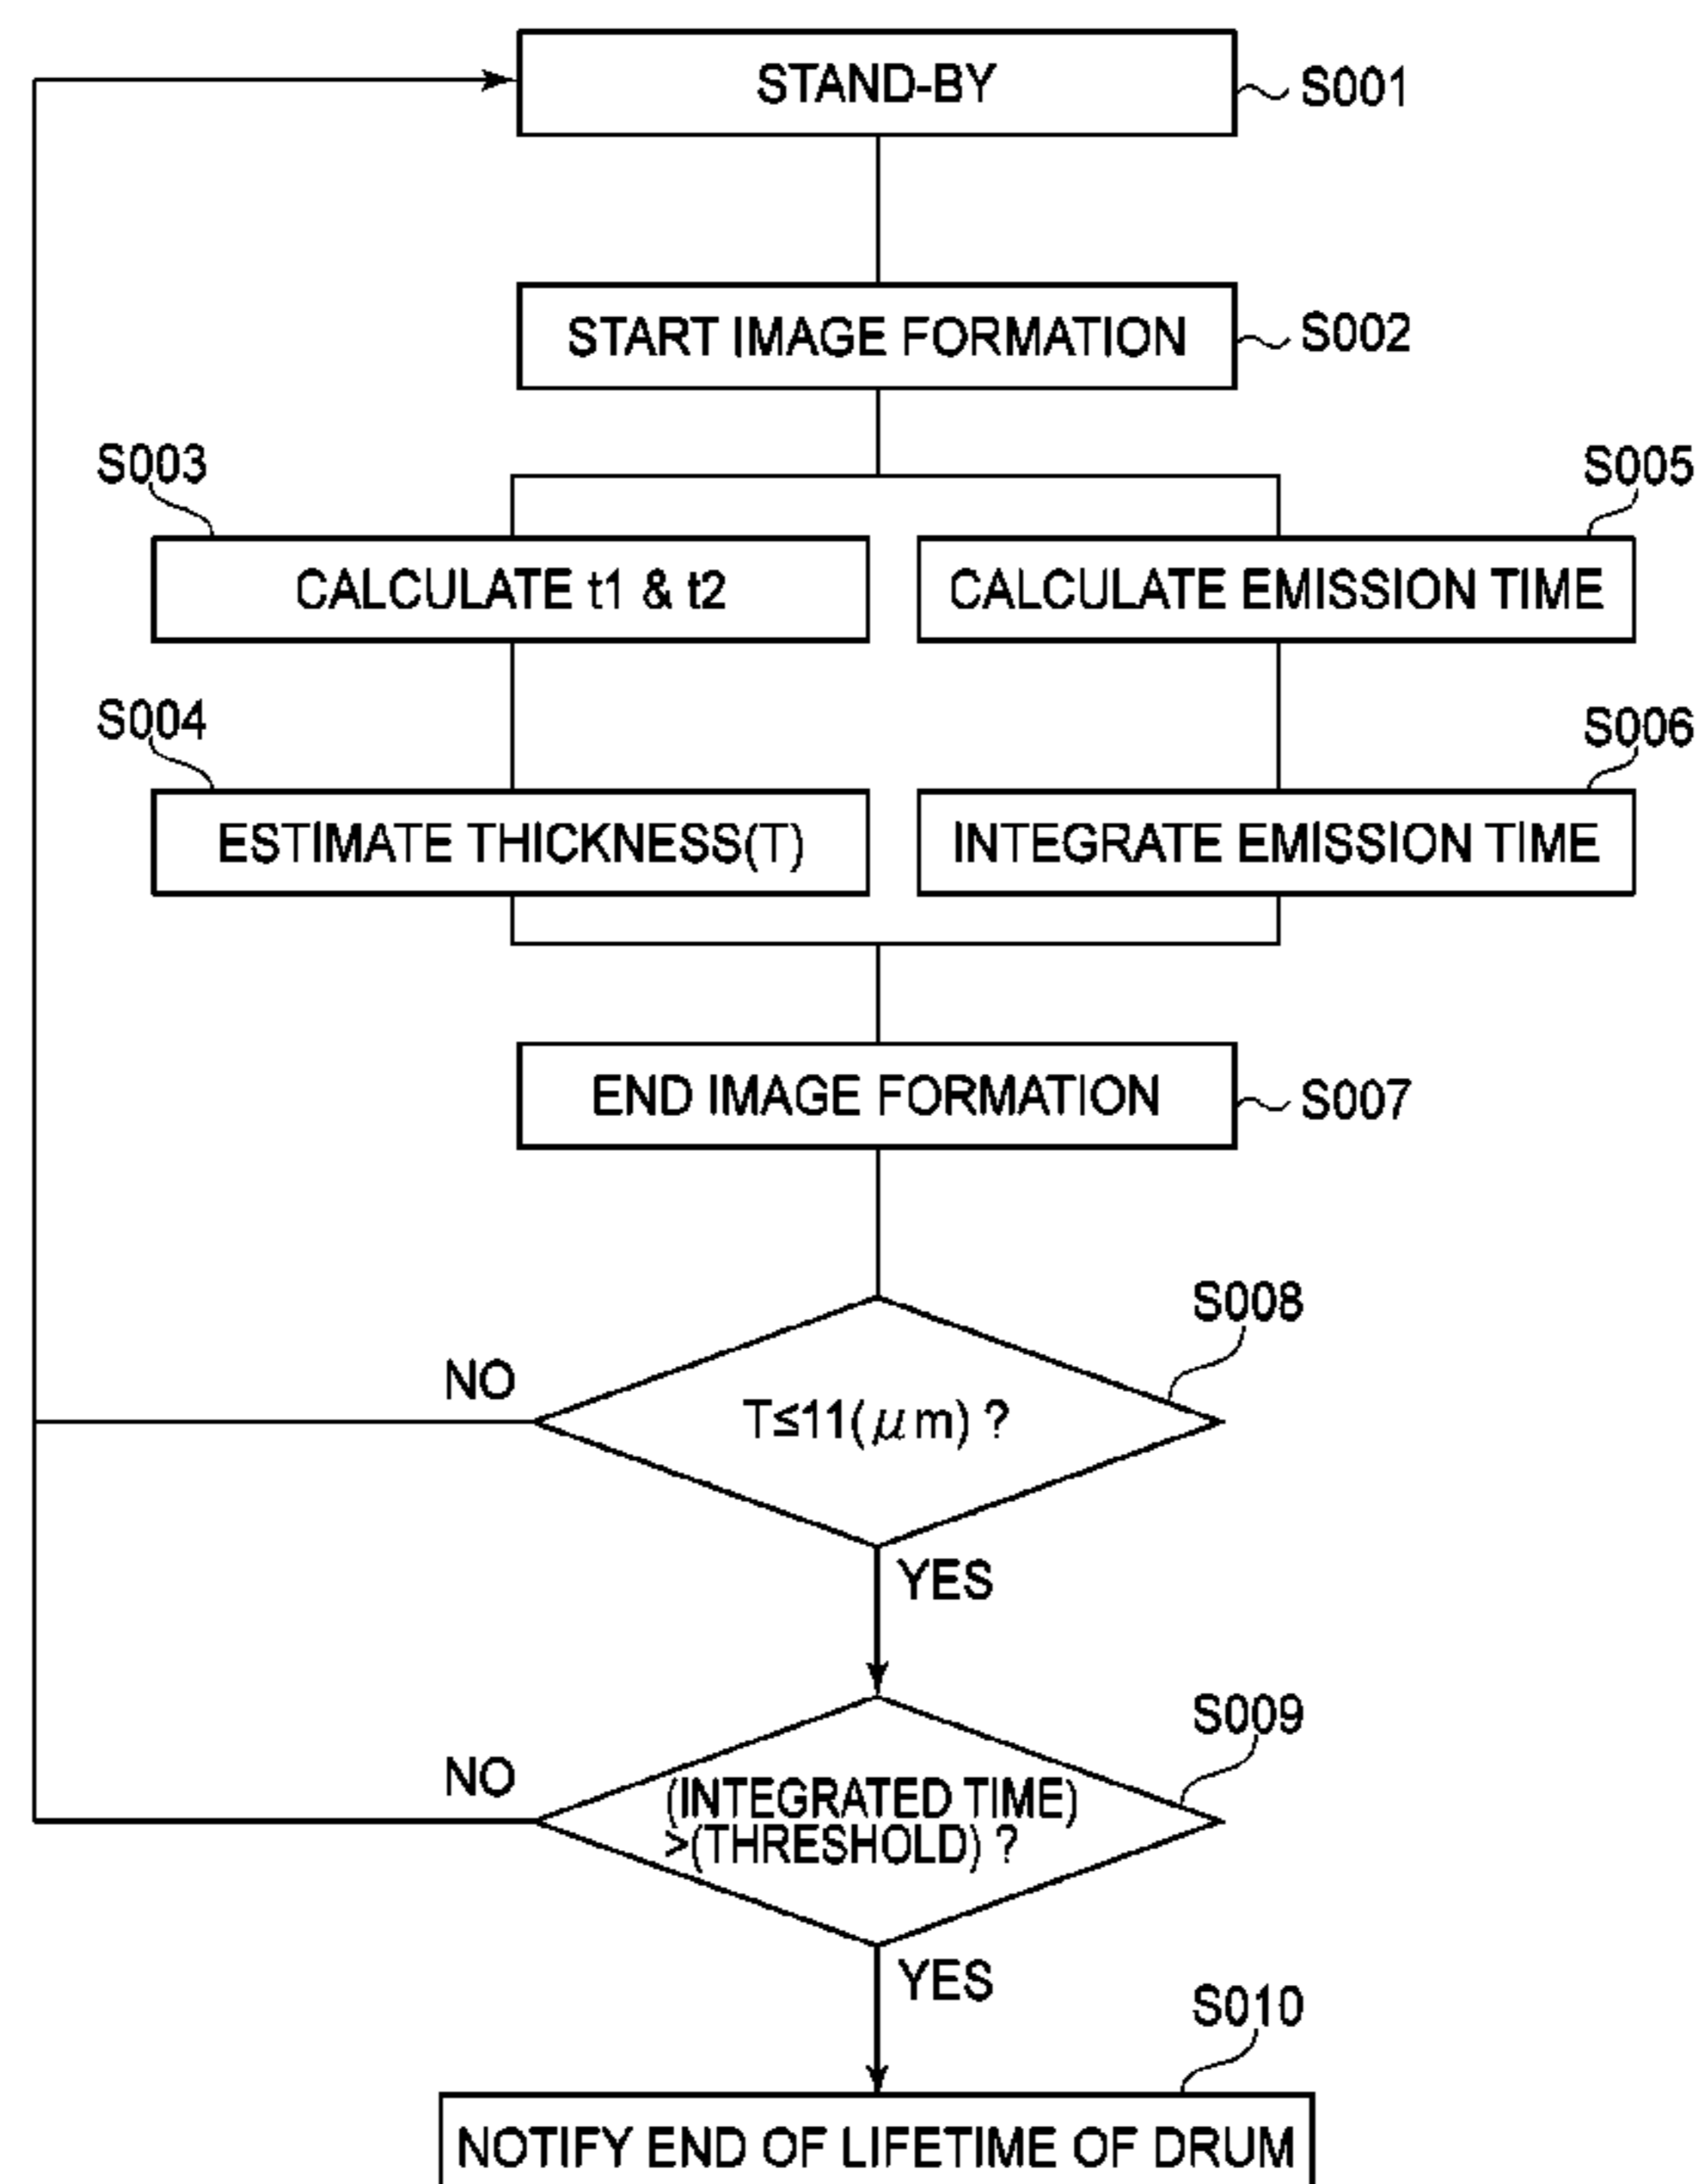 STAND-BY
S001
START IMAGE FORMATION
S002
S003
S005
CALCULATE t1 & t2
CALCULATE EMISSION TIME
S004
S006
ESTIMATE THICKNESS(T)
INTEGRATE EMISSION TIME
END IMAGE FORMATION
S007
S008
NO
T≤11(μm) ?
YES
S009
NO
(INTEGRATED TIME)
>(THRESHOLD) ?
YES
S010
NOTIFY END OF LIFETIME OF DRUM